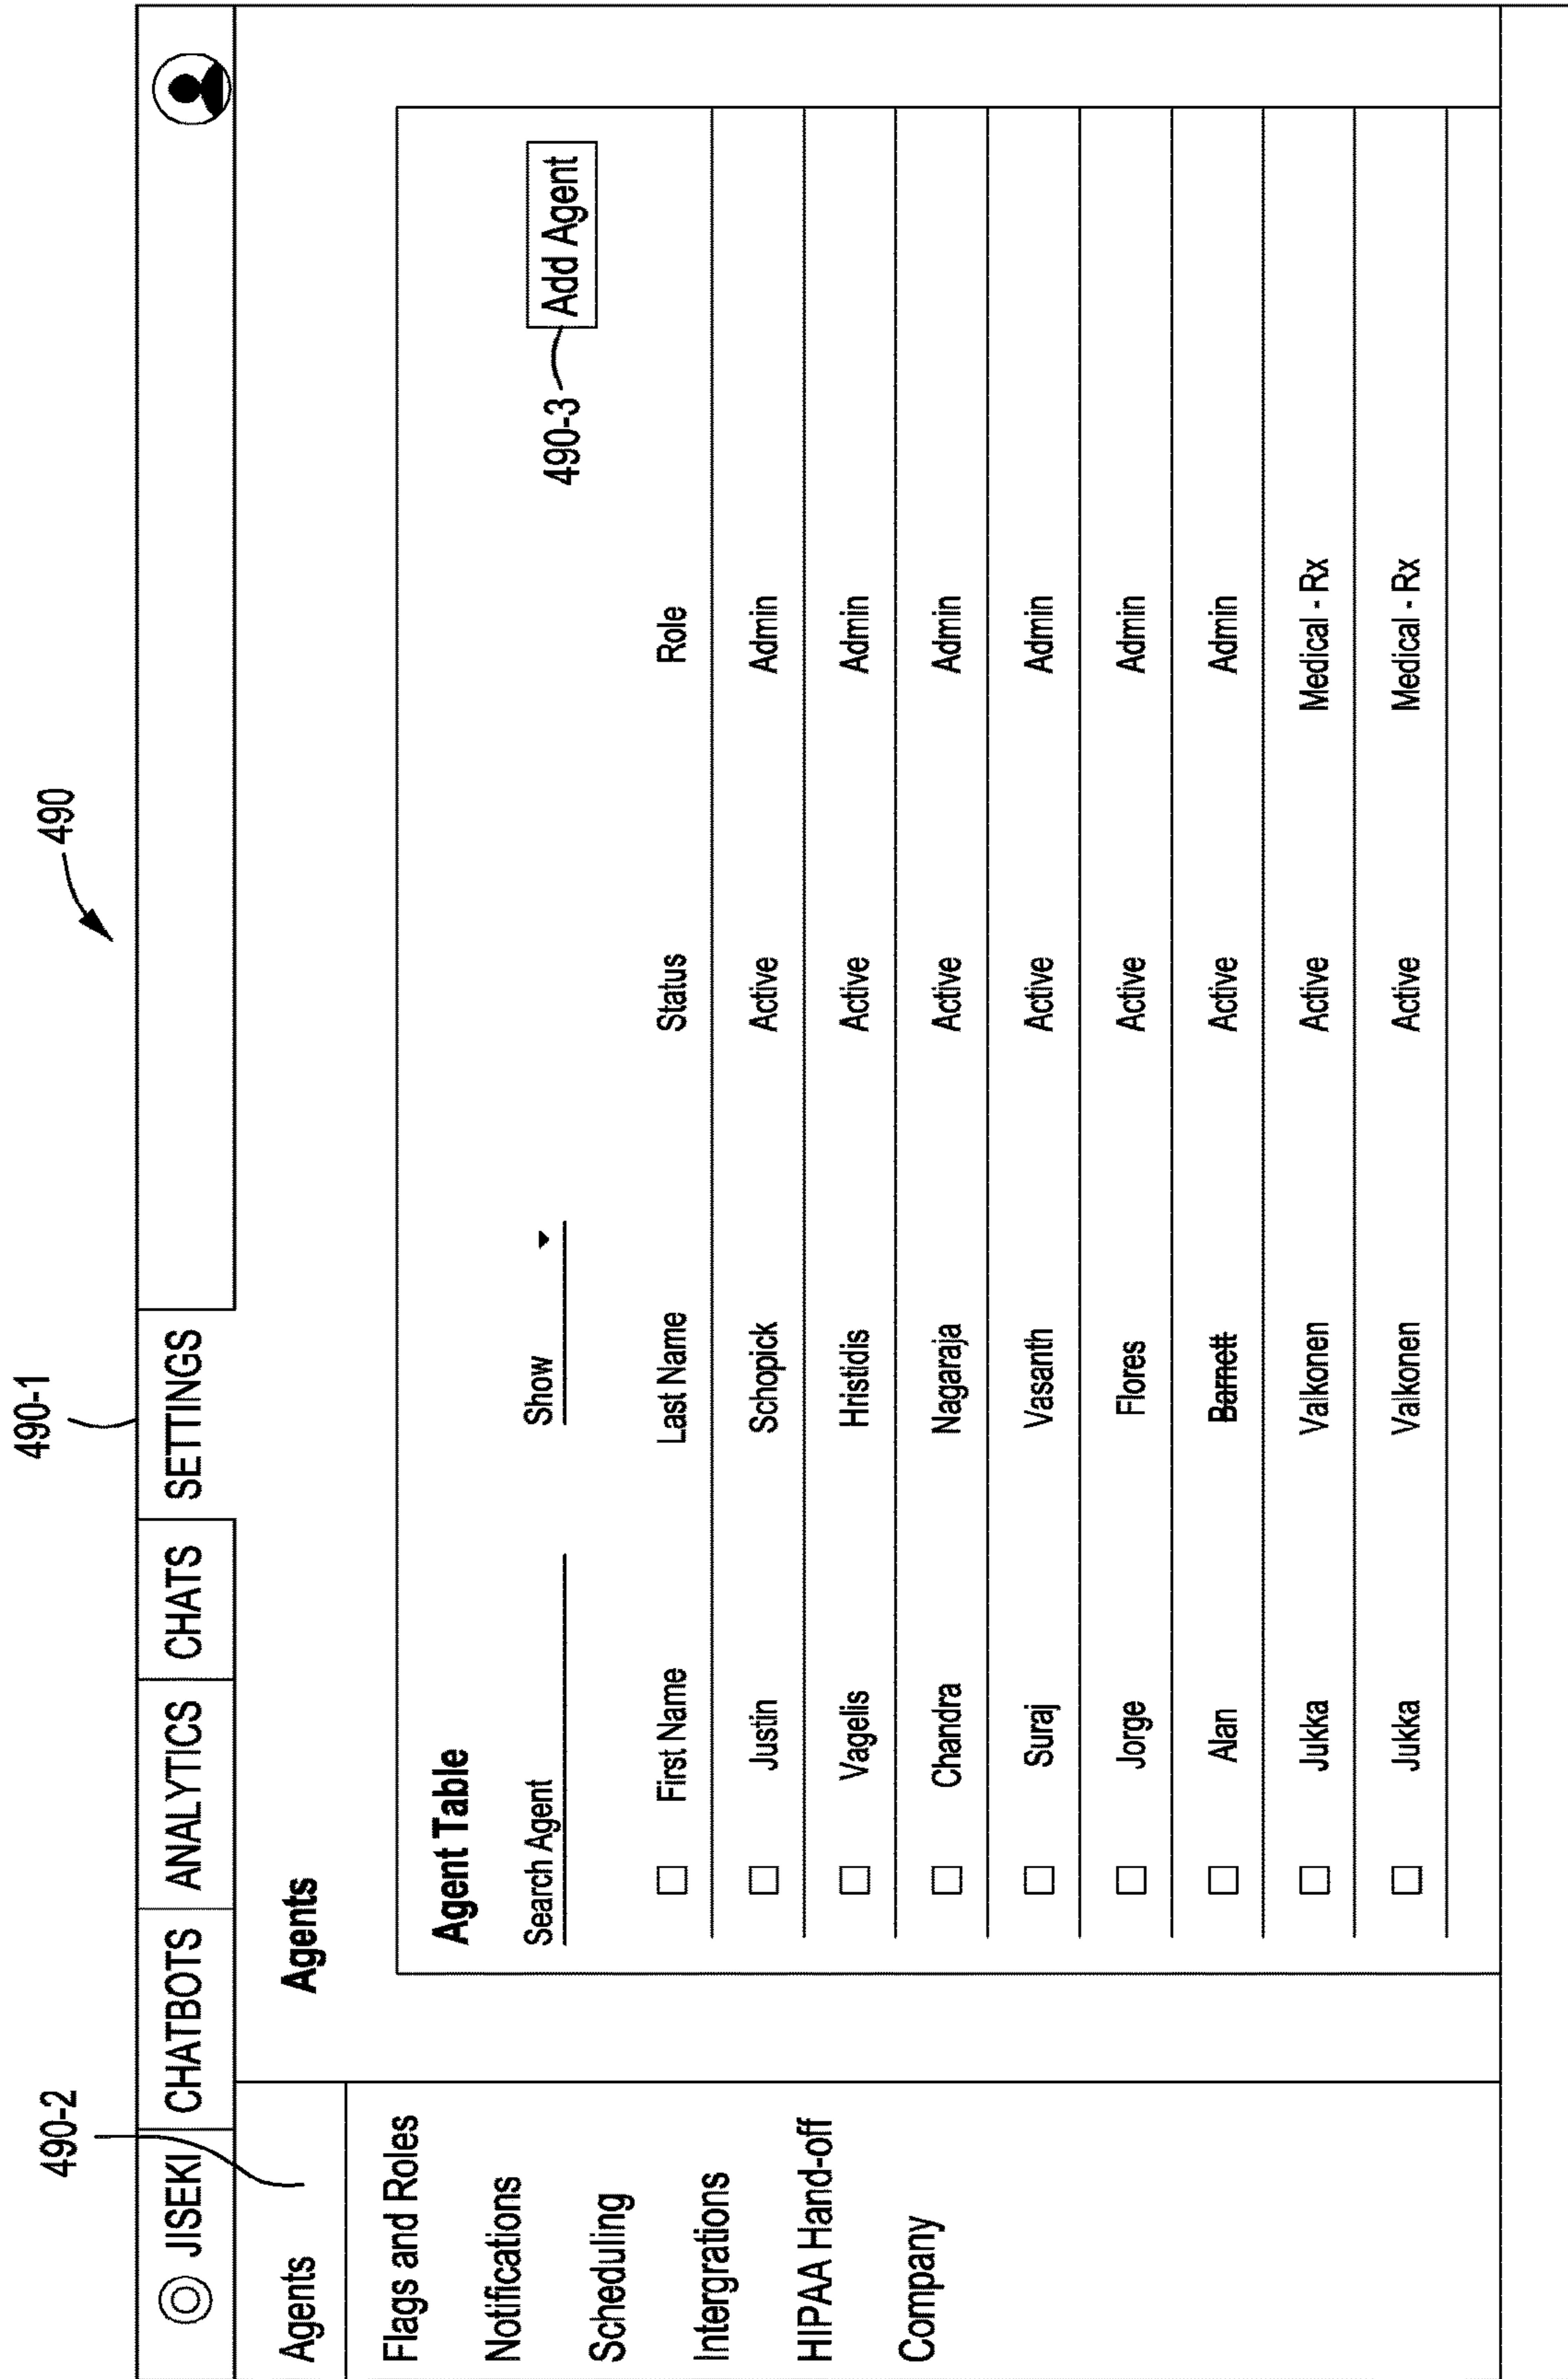 490
490-1
490-2
JISEKI CHATBOTS ANALYTICS CHATS SETTINGS
Agents
Flags and Roles
Notifications
Scheduling
Intergrations
HIPAA Hand-off
Company
Agents
Agent Table
Search Agent Show 490-3 Add Agent
First Name Last Name Status Role
Justin Schopick Active Admin
Vagelis Hristidis Active Admin
Chandra Nagaraja Active Admin
Suraj Vasanth Active Admin
Jorge Flores Active Admin
Alan Barnett Active Admin
Jukka Valkonen Active Medical - Rx
Jukka Valkonen Active Medical - Rx